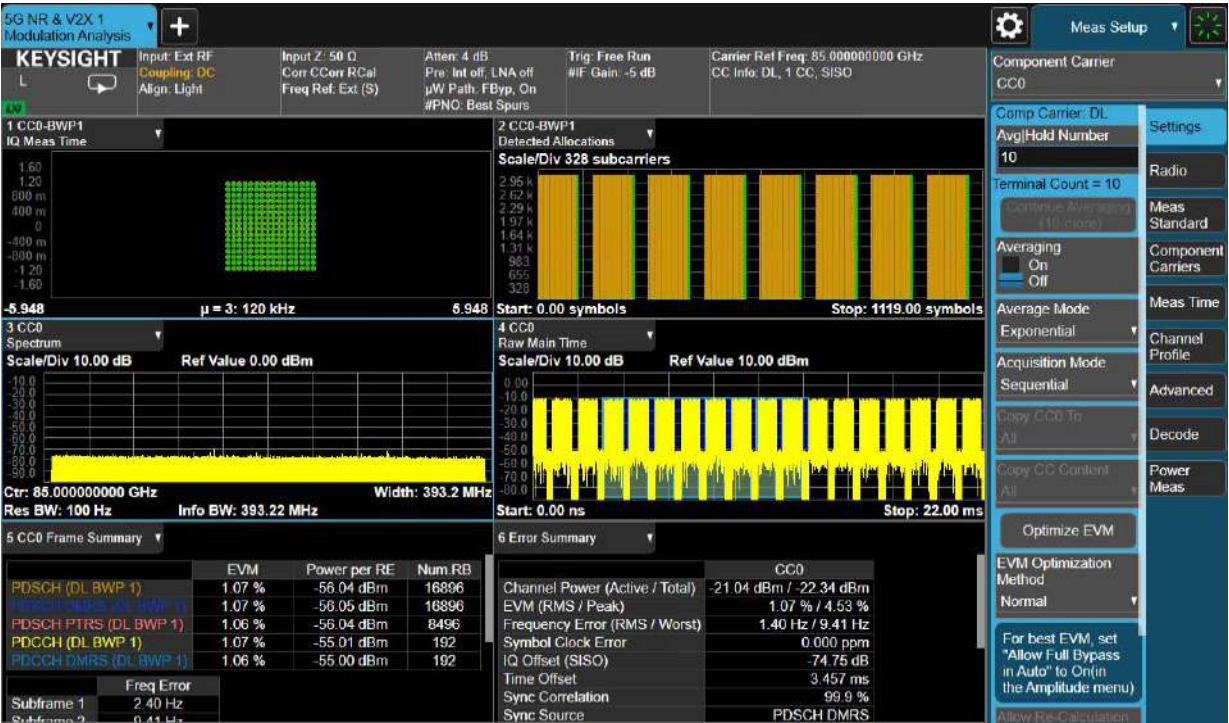 5G NR & V2X 1
Modulation Analysis
Meas Setup
KEYSIGHT
L
Input: Ext RF
Coupling: DC
Align: Light
Input Z: 50 Ω
Corr CCorr RCal
Freq Ref: Ext (S)
Atten: 4 dB
Pre: Int off, LNA off
µW Path: FByp, On
#PNO: Best Spurs
Trig: Free Run
#IF Gain: -5 dB
Carrier Ref Freq: 85.000000000 GHz
CC Info: DL, 1 CC, SISO
1 CC0-BWP1
IQ Meas Time
1.60
1.20
800 m
400 m
0
-400 m
-800 m
-1.20
-1.60
-5.948
µ = 3: 120 kHz
5.948
2 CC0-BWP1
Detected Allocations
Scale/Div 328 subcarriers
2.95 k
2.62 k
2.29 k
1.97 k
1.64 k
1.31 k
983
655
328
Start: 0.00 symbols
Stop: 1119.00 symbols
3 CC0
Spectrum
Scale/Div 10.00 dB
Ref Value 0.00 dBm
-10.0
-20.0
-30.0
-40.0
-50.0
-60.0
-70.0
-80.0
-90.0
Ctr: 85.000000000 GHz
Width: 393.2 MHz
Res BW: 100 Hz
Info BW: 393.22 MHz
4 CC0
Raw Main Time
Scale/Div 10.00 dB
Ref Value 10.00 dBm
0.00
-10.0
-20.0
-30.0
-40.0
-50.0
-60.0
-70.0
-80.0
Start: 0.00 ns
Stop: 22.00 ms
5 CC0 Frame Summary
EVM Power per RE Num.RB
PDSCH (DL BWP 1) 1.07 % -56.04 dBm 16896
PDSCH DMRS (DL BWP 1) 1.07 % -56.05 dBm 16896
PDSCH PTRS (DL BWP 1) 1.06 % -56.04 dBm 8496
PDCCH (DL BWP 1) 1.07 % -55.01 dBm 192
PDCCH DMRS (DL BWP 1) 1.06 % -55.00 dBm 192
Freq Error
Subframe 1 2.40 Hz
Subframe 2 9.41 Hz
6 Error Summary
CC0
Channel Power (Active / Total) -21.04 dBm / -22.34 dBm
EVM (RMS / Peak) 1.07 % / 4.53 %
Frequency Error (RMS / Worst) 1.40 Hz / 9.41 Hz
Symbol Clock Error 0.000 ppm
IQ Offset (SISO) -74.75 dB
Time Offset 3.457 ms
Sync Correlation 99.9 %
Sync Source PDSCH DMRS
Component Carrier
CC0
Comp Carrier: DL
Avg|Hold Number
10
Terminal Count = 10
Continue Averaging
(10 more)
Averaging
On
Off
Average Mode
Exponential
Acquisition Mode
Sequential
Copy CC0 To
All
Copy CC Content
All
Optimize EVM
EVM Optimization
Method
Normal
For best EVM, set
"Allow Full Bypass
in Auto" to On(in
the Amplitude menu)
Allow Re-Calculation
Settings
Radio
Meas
Standard
Component
Carriers
Meas Time
Channel
Profile
Advanced
Decode
Power
Meas